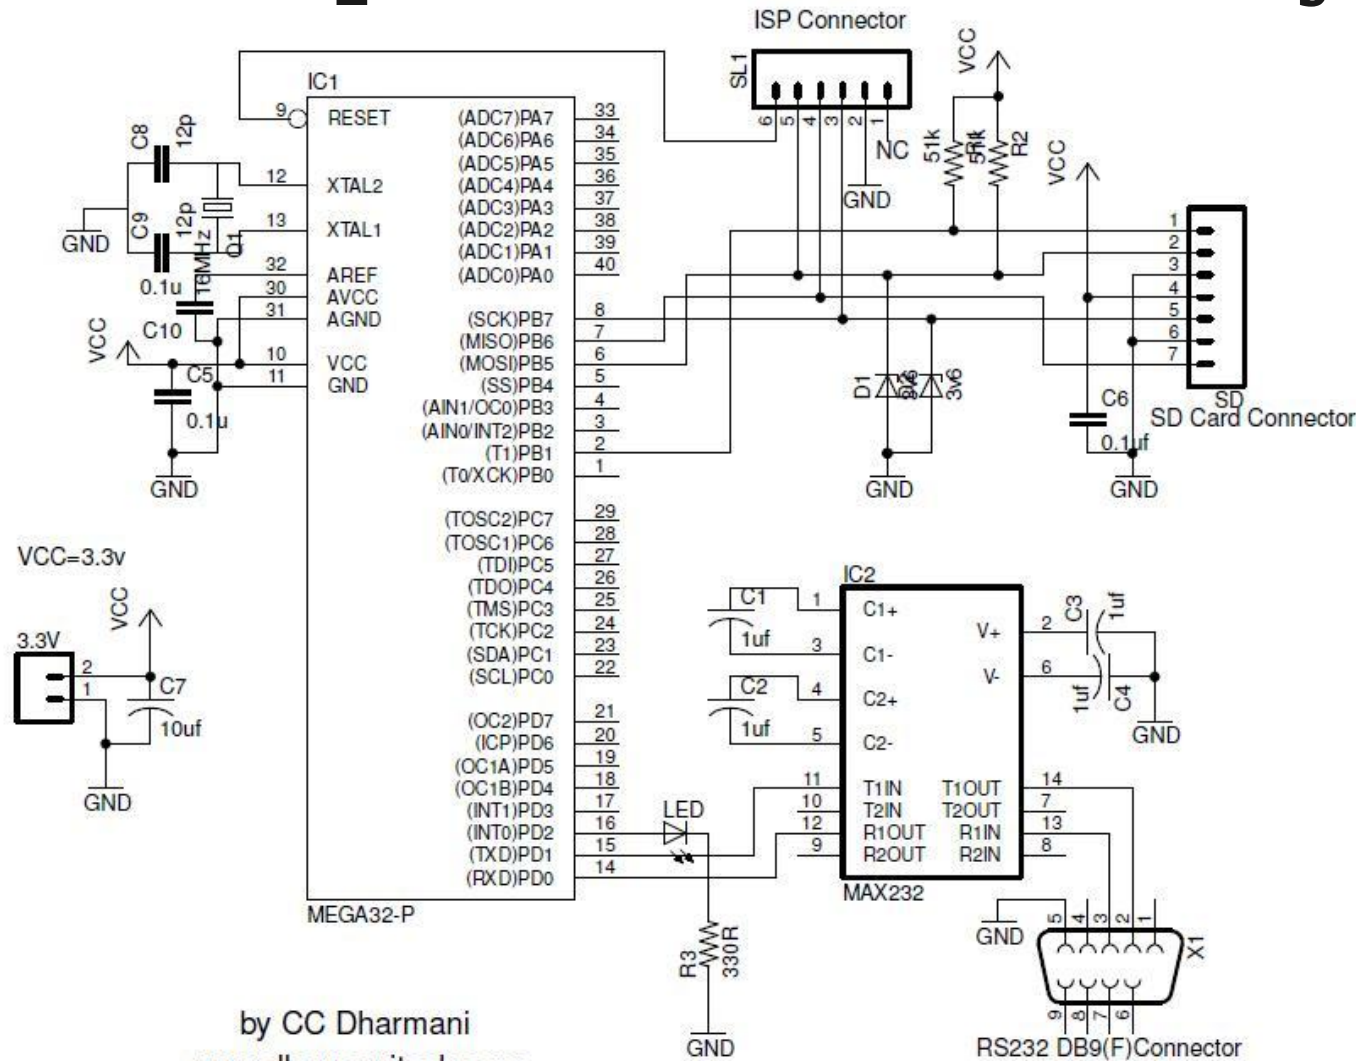 ISP Connector
SL1
6 5 4 3 2 1
NC
GND
VCC
51k R1
51k R2
VCC
IC1
9 RESET
12 XTAL2
13 XTAL1
32 AREF
30 AVCC
31 AGND
10 VCC
11 GND
(ADC7)PA7 33
(ADC6)PA6 34
(ADC5)PA5 35
(ADC4)PA4 36
(ADC3)PA3 37
(ADC2)PA2 38
(ADC1)PA1 39
(ADC0)PA0 40
(SCK)PB7 8
(MISO)PB6 7
(MOSI)PB5 6
(SS)PB4 5
(AIN1/OC0)PB3 4
(AIN0/INT2)PB2 3
(T1)PB1 2
(T0/XCK)PB0 1
(TOSC2)PC7 29
(TOSC1)PC6 28
(TDI)PC5 27
(TDO)PC4 26
(TMS)PC3 25
(TCK)PC2 24
(SDA)PC1 23
(SCL)PC0 22
(OC2)PD7 21
(ICP)PD6 20
(OC1A)PD5 19
(OC1B)PD4 18
(INT1)PD3 17
(INT0)PD2 16
(TXD)PD1 15
(RXD)PD0 14
MEGA32-P
C8 12p
C9 12p
GND
Q1
16MHz
0.1u
C10
VCC
C5
0.1u
GND
D1
D2
3v6
GND
1
2
3
4
5
6
7
SD
SD Card Connector
C6
0.1uf
GND
VCC=3.3v
VCC
3.3V
2
1
C7
10uf
GND
IC2
C1
1uf
C2
1uf
1 C1+
3 C1-
4 C2+
5 C2-
11 T1IN
10 T2IN
12 R1OUT
9 R2OUT
V+ 2
V- 6
T1OUT 14
T2OUT 7
R1IN 13
R2IN 8
MAX232
C3 1uf
1uf C4
GND
LED
R3
330R
GND
GND
5 4 3 2 1
X1
9 8 7 6
RS232 DB9(F)Connector
by CC Dharmani